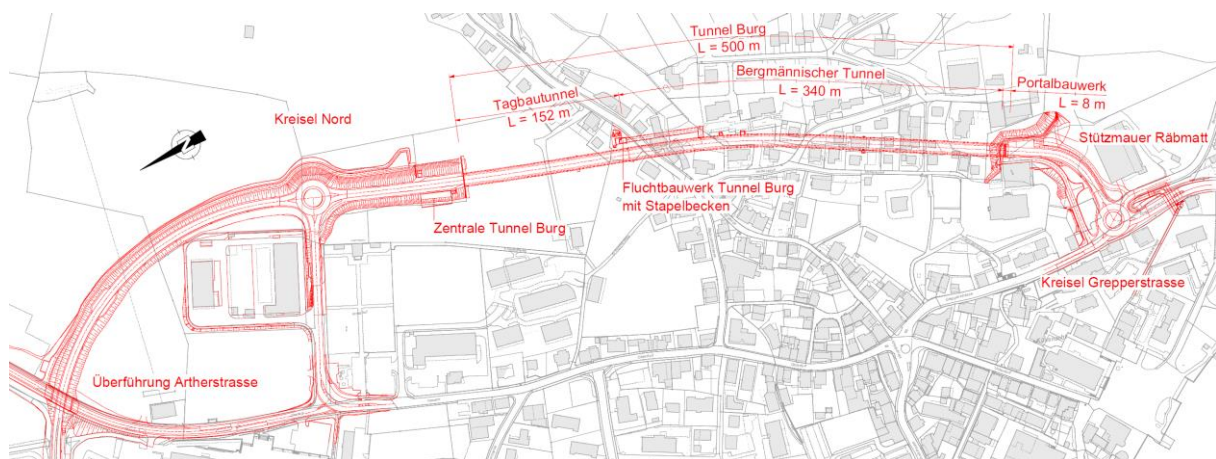 Tunnel Burg
L = 500 m
Bergmännischer Tunnel
L = 340 m
Portalbauwerk
L = 8 m
Tagbautunnel
L = 152 m
Kreisel Nord
N
Stützmauer Räbmatt
Fluchtbauwerk Tunnel Burg
mit Stapelbecken
Zentrale Tunnel Burg
Kreisel Grepperstrasse
Überführung Artherstrasse